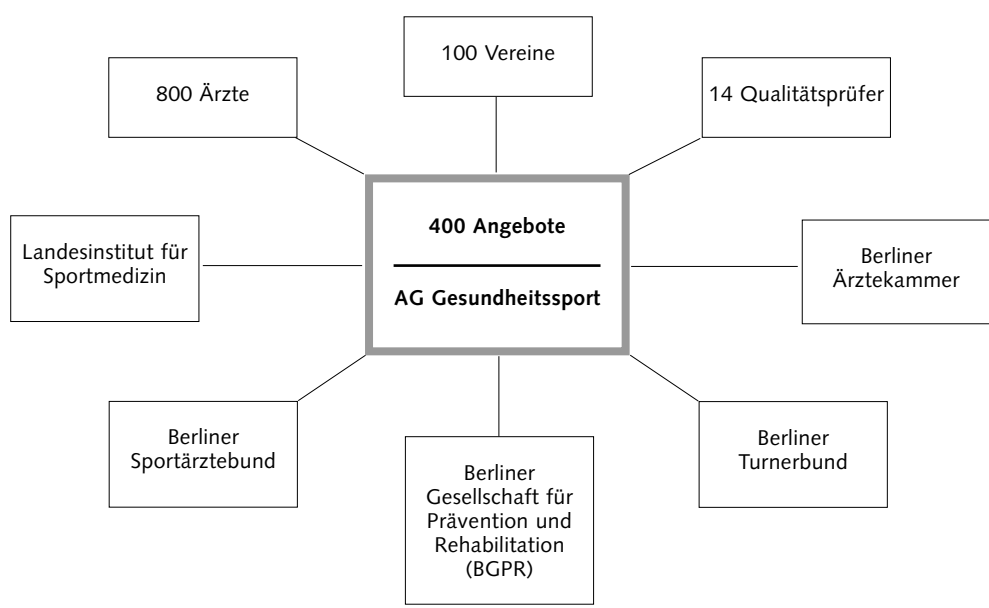 100 Vereine
800 Ärzte
14 Qualitätsprüfer
400 Angebote
AG Gesundheitssport
Landesinstitut für
Sportmedizin
Berliner
Ärztekammer
Berliner
Sportärztebund
Berliner
Gesellschaft für
Prävention und
Rehabilitation
(BGPR)
Berliner
Turnerbund